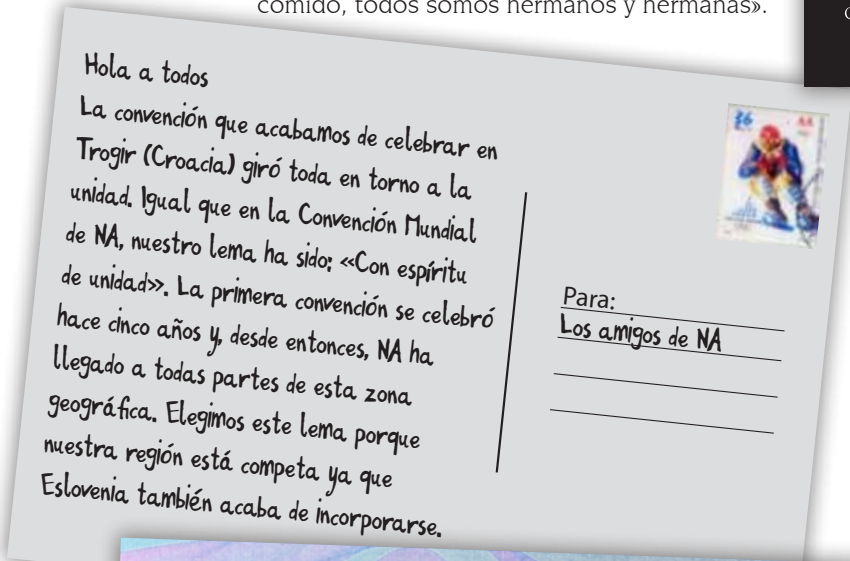 comido, todos somos hermanos y hermanas».
Hola a todos
La convención que acabamos de celebrar en
Trogir (Croacia) giró toda en torno a la
unidad. Igual que en la Convención Mundial
de NA, nuestro lema ha sido: «Con espíritu
de unidad». La primera convención se celebró
hace cinco años y, desde entonces, NA ha
llegado a todas partes de esta zona
geográfica. Elegimos este lema porque
nuestra región está competa ya que
Eslovenia también acaba de incorporarse.
Para:
Los amigos de NA